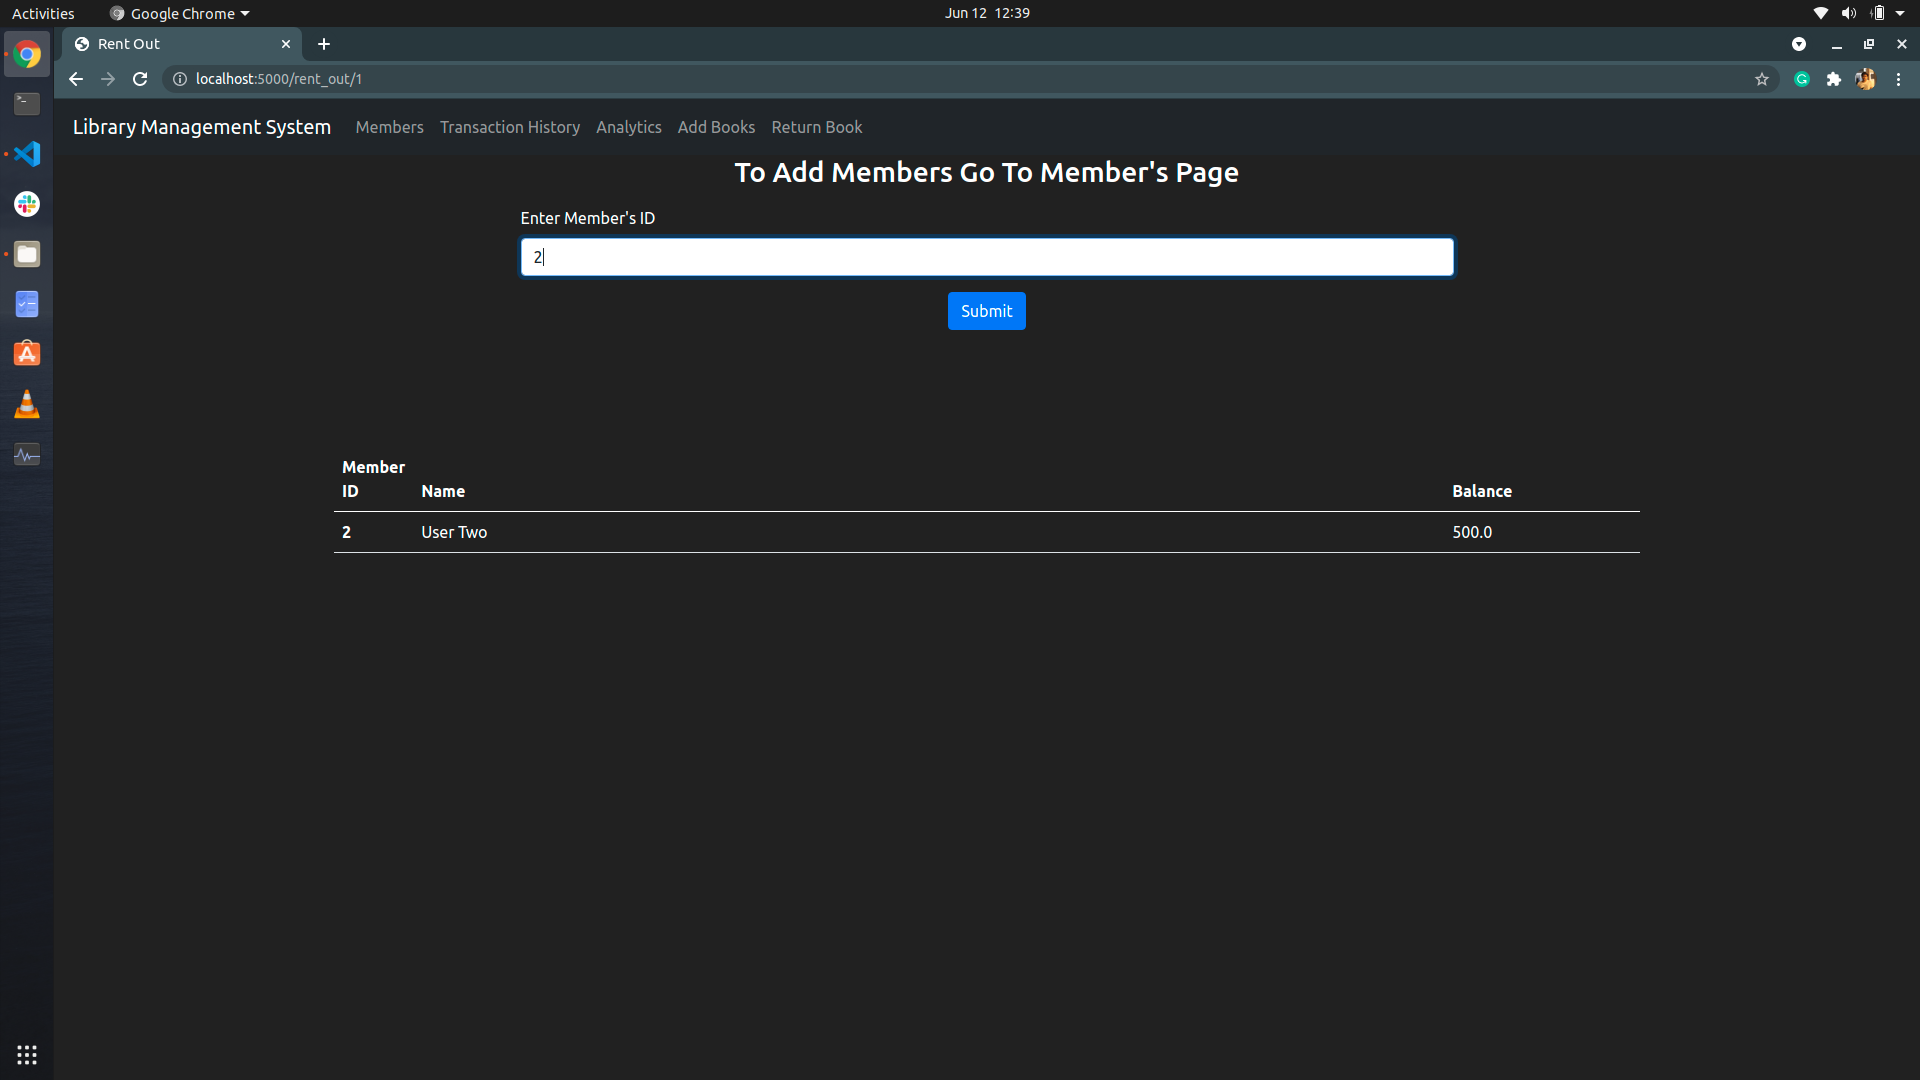 Activities
Google Chrome
Jun 12 12:39
Rent Out
localhost:5000/rent_out/1
Library Management System
Members
Transaction History
Analytics
Add Books
Return Book
To Add Members Go To Member's Page
Enter Member's ID
2
Submit
Member
ID
Name
Balance
2
User Two
500.0